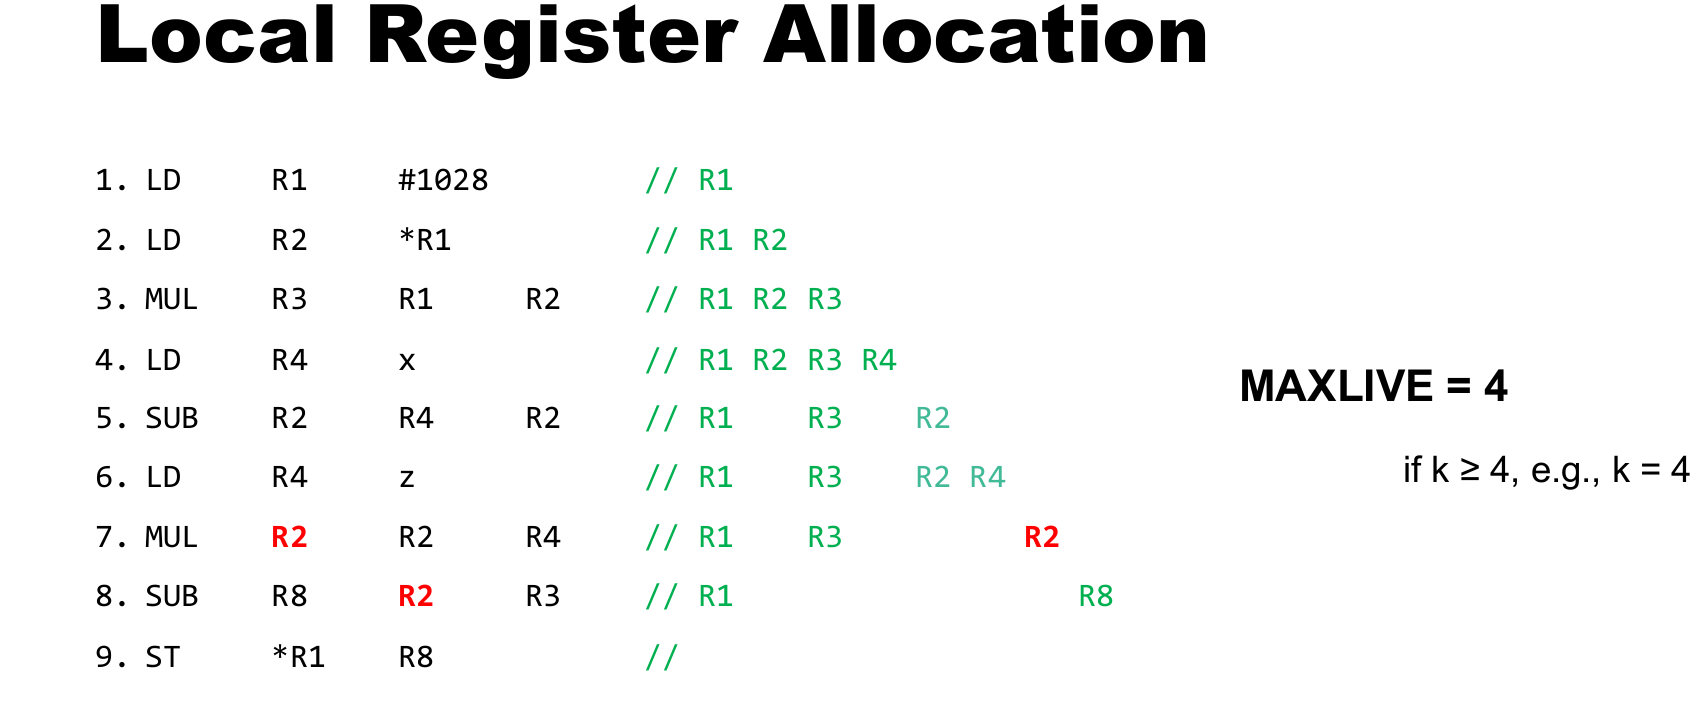 Local Register Allocation
1. LD R1 #1028 // R1
2. LD R2 *R1 // R1 R2
3. MUL R3 R1 R2 // R1 R2 R3
4. LD R4 x // R1 R2 R3 R4
MAXLIVE = 4
5. SUB R2 R4 R2 // R1 R3 R2
6. LD R4 z // R1 R3 R2 R4
if k ≥ 4, e.g., k = 4
7. MUL R2 R2 R4 // R1 R3 R2
8. SUB R8 R2 R3 // R1 R8
9. ST *R1 R8 //